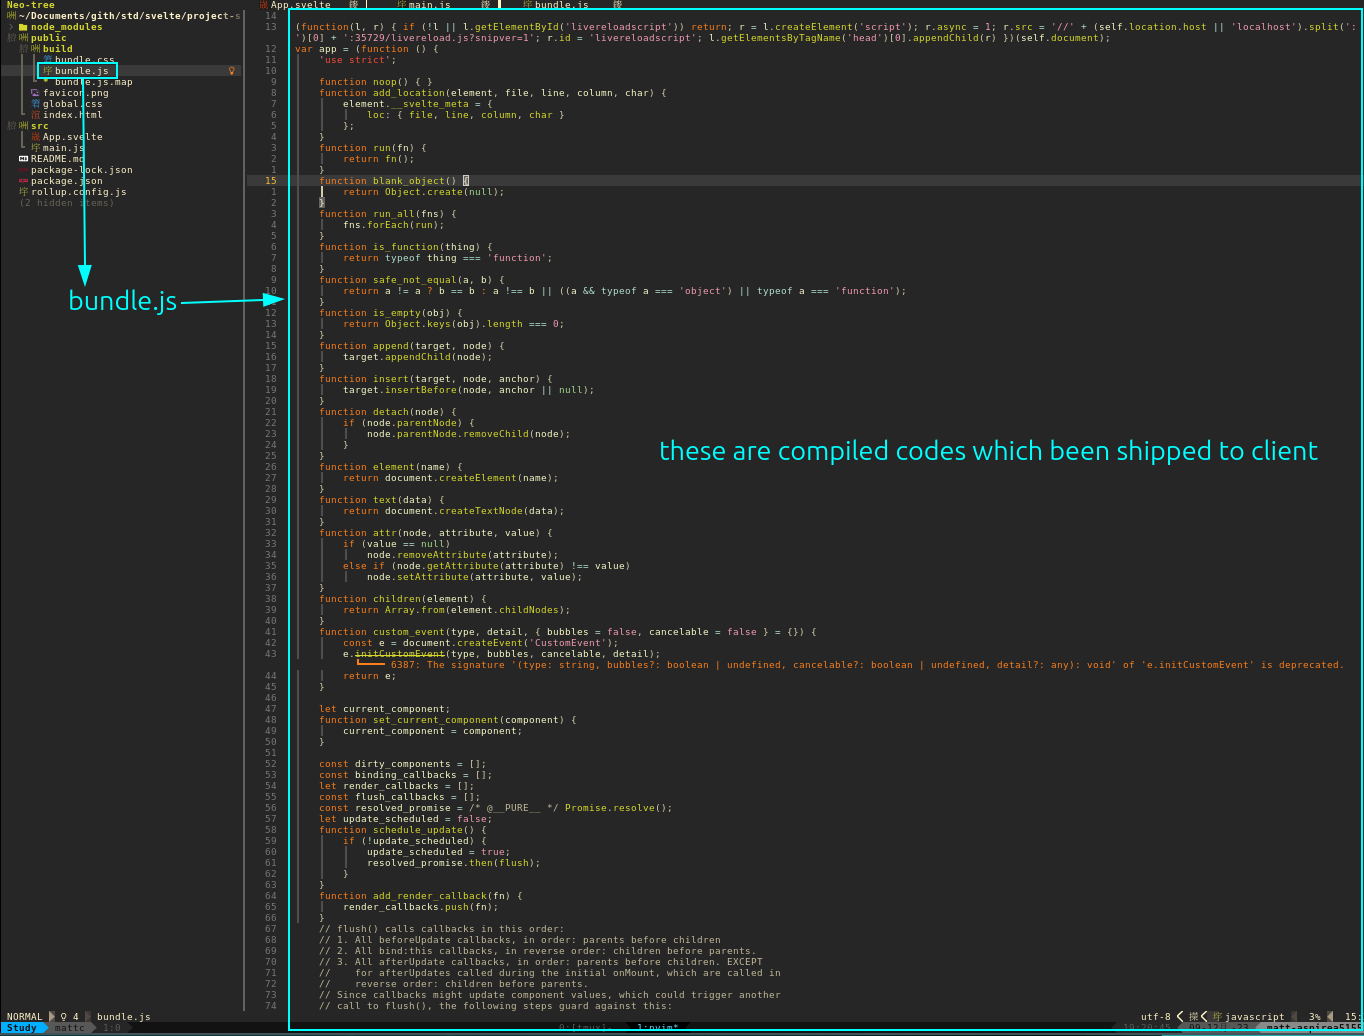 Neo-tree
~/Documents/gith/std/svelte/project-s
node_modules
public
build
bundle.css
bundle.js
bundle.js.map
favicon.png
global.css
index.html
src
App.svelte
main.js
README.md
package-lock.json
package.json
rollup.config.js
(2 hidden items)
bundle.js
App.svelte main.js bundle.js
14
13 (function(l, r) { if (!l || l.getElementById('livereloadscript')) return; r = l.createElement('script'); r.async = 1; r.src = '//' + (self.location.host || 'localhost').split(':
')[0] + ':35729/livereload.js?snipver=1'; r.id = 'livereloadscript'; l.getElementsByTagName('head')[0].appendChild(r) })(self.document);
12 var app = (function () {
11 'use strict';
10
9 function noop() { }
8 function add_location(element, file, line, column, char) {
7 element.__svelte_meta = {
6 loc: { file, line, column, char }
5 };
4 }
3 function run(fn) {
2 return fn();
1 }
15 function blank_object() {
1 return Object.create(null);
2 }
3 function run_all(fns) {
4 fns.forEach(run);
5 }
6 function is_function(thing) {
7 return typeof thing === 'function';
8 }
9 function safe_not_equal(a, b) {
10 return a != a ? b == b : a !== b || ((a && typeof a === 'object') || typeof a === 'function');
11 }
12 function is_empty(obj) {
13 return Object.keys(obj).length === 0;
14 }
15 function append(target, node) {
16 target.appendChild(node);
17 }
18 function insert(target, node, anchor) {
19 target.insertBefore(node, anchor || null);
20 }
21 function detach(node) {
22 if (node.parentNode) {
23 node.parentNode.removeChild(node);
24 }
25 }
these are compiled codes which been shipped to client
26 function element(name) {
27 return document.createElement(name);
28 }
29 function text(data) {
30 return document.createTextNode(data);
31 }
32 function attr(node, attribute, value) {
33 if (value == null)
34 node.removeAttribute(attribute);
35 else if (node.getAttribute(attribute) !== value)
36 node.setAttribute(attribute, value);
37 }
38 function children(element) {
39 return Array.from(element.childNodes);
40 }
41 function custom_event(type, detail, { bubbles = false, cancelable = false } = {}) {
42 const e = document.createEvent('CustomEvent');
43 e.initCustomEvent(type, bubbles, cancelable, detail);
6387: The signature '(type: string, bubbles?: boolean | undefined, cancelable?: boolean | undefined, detail?: any): void' of 'e.initCustomEvent' is deprecated.
44 return e;
45 }
46
47 let current_component;
48 function set_current_component(component) {
49 current_component = component;
50 }
51
52 const dirty_components = [];
53 const binding_callbacks = [];
54 let render_callbacks = [];
55 const flush_callbacks = [];
56 const resolved_promise = /* @__PURE__ */ Promise.resolve();
57 let update_scheduled = false;
58 function schedule_update() {
59 if (!update_scheduled) {
60 update_scheduled = true;
61 resolved_promise.then(flush);
62 }
63 }
64 function add_render_callback(fn) {
65 render_callbacks.push(fn);
66 }
67 // flush() calls callbacks in this order:
68 // 1. All beforeUpdate callbacks, in order: parents before children
69 // 2. All bind:this callbacks, in reverse order: children before parents.
70 // 3. All afterUpdate callbacks, in order: parents before children. EXCEPT
71 // for afterUpdates called during the initial onMount, which are called in
72 // reverse order: children before parents.
73 // Since callbacks might update component values, which could trigger another
74 // call to flush(), the following steps guard against this:
NORMAL 4 bundle.js utf-8 javascript 3% 15:
Study mattc 1:0 0:[tmux] 1:nvim* 19:20:45